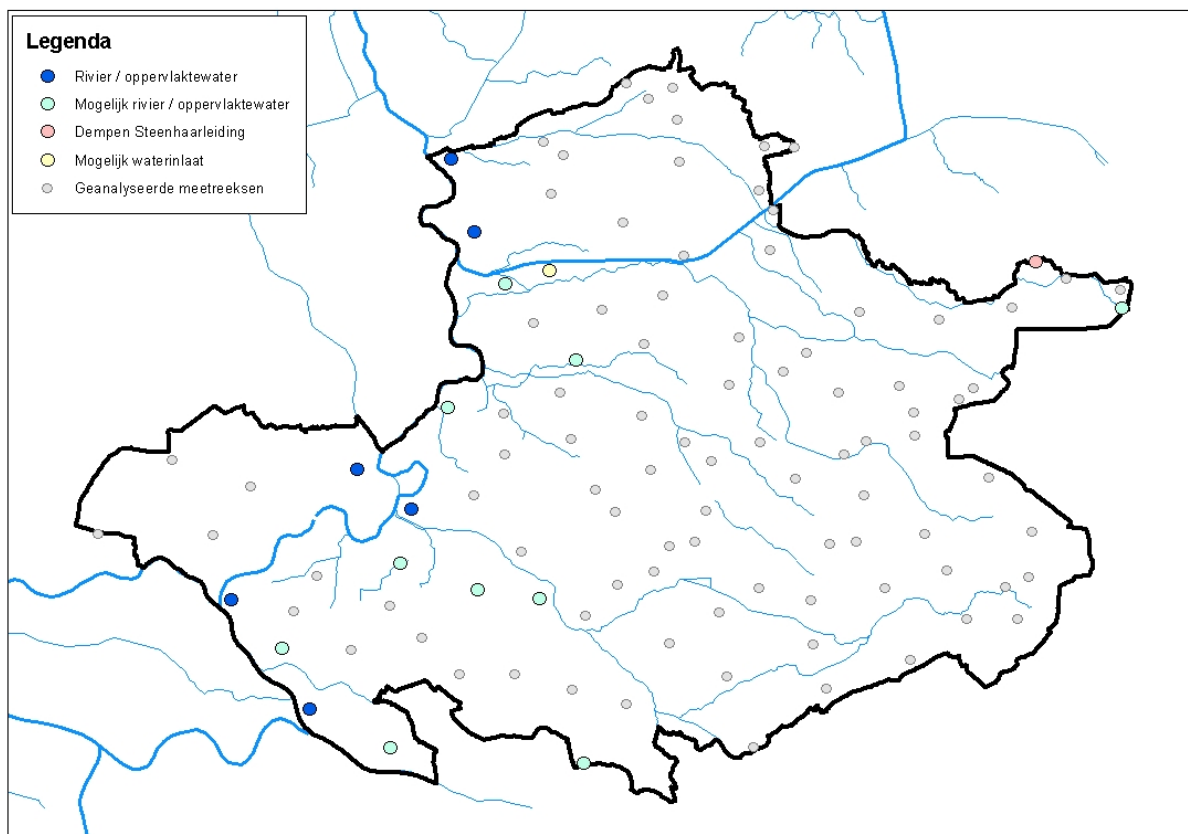 Legenda
Rivier / oppervlaktewater
Mogelijk rivier / oppervlaktewater
Dempen Steenhaarleiding
Mogelijk waterinlaat
Geanalyseerde meetreeksen